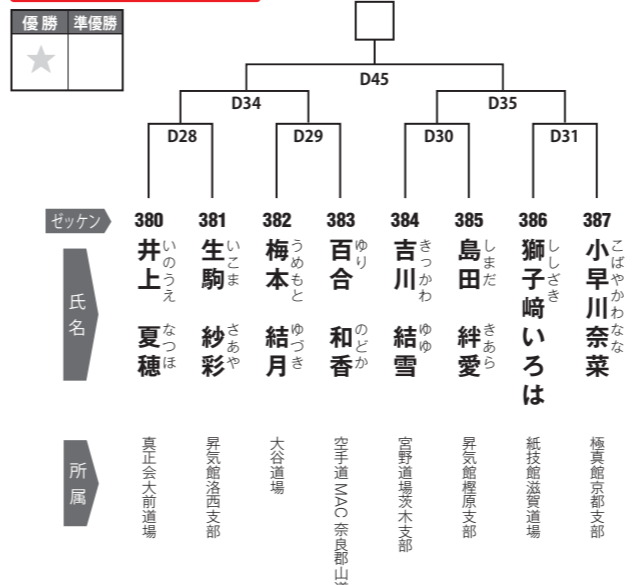 優勝 準優勝
D45
D34 D35
D28 D29 D30 D31
ゼッケン 380 381 382 383 384 385 386 387
氏名
井上 夏穂 いのうえ なつほ
生駒 紗彩 いこま さあや
梅本 結月 うめもと ゆづき
百合 和香 ゆり のどか
吉川 結雪 きっかわ ゆゆ
島田 絆愛 しまだ きあら
獅子﨑いろは ししざき
小早川奈菜 こばやかわなな
所属
真正会大前道場
昇気館洛西支部
大谷道場
空手道 MAC 奈良郡山道
宮野道場茨木支部
昇気館樫原支部
紙技館滋賀道場
極真館京都支部